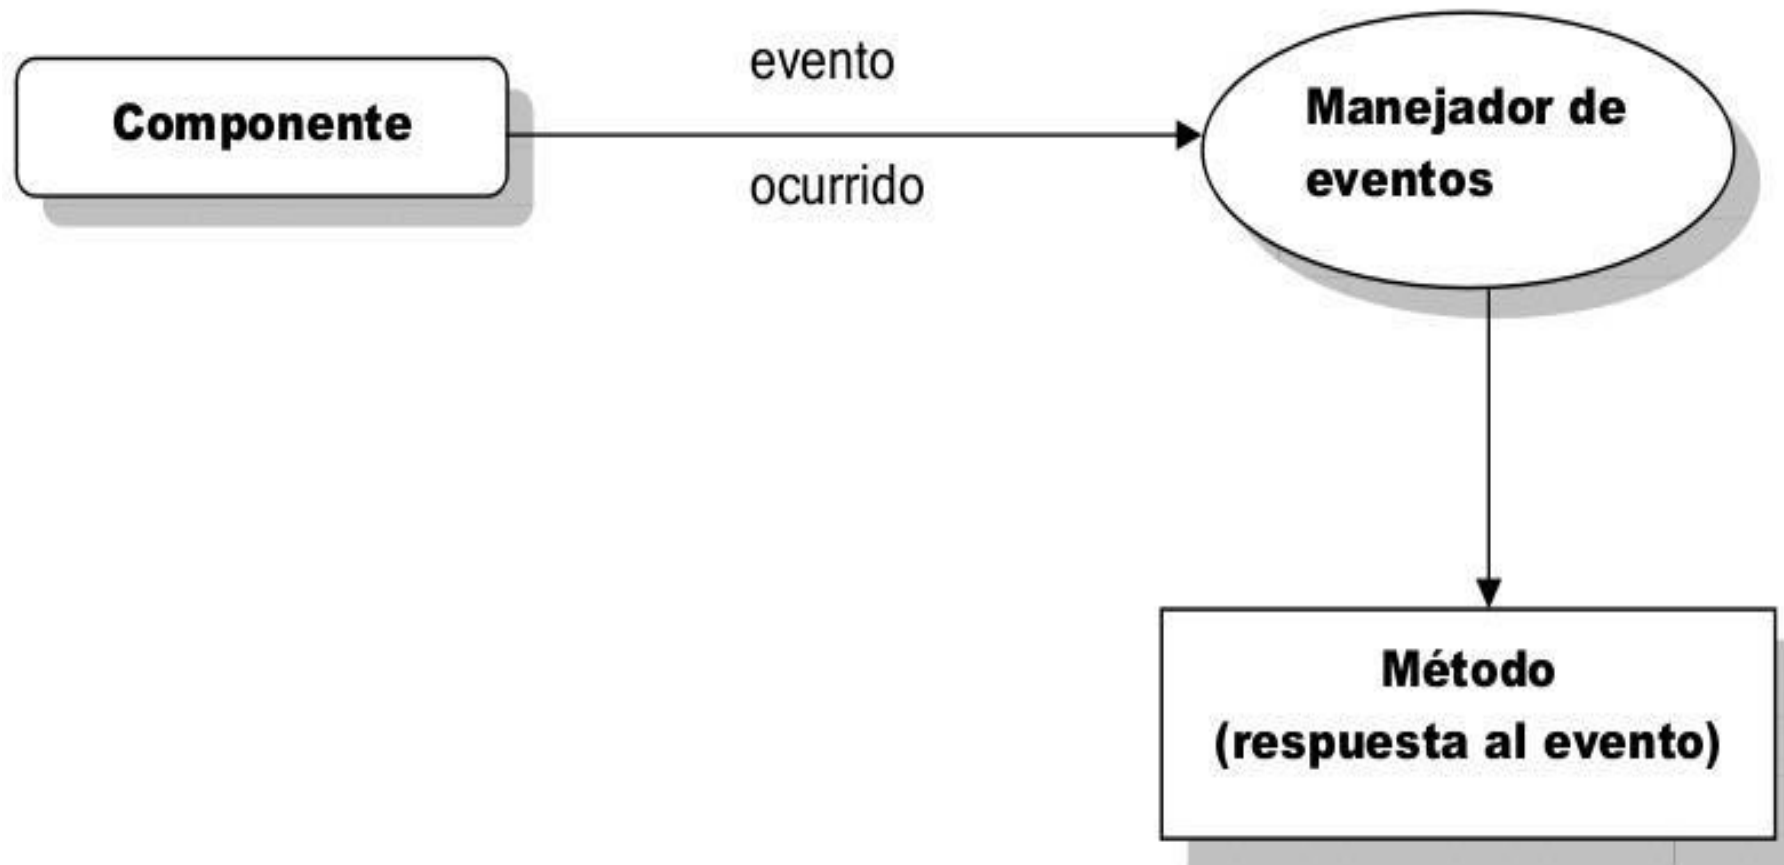 Componente
evento
ocurrido
Manejador de
eventos
Método
(respuesta al evento)